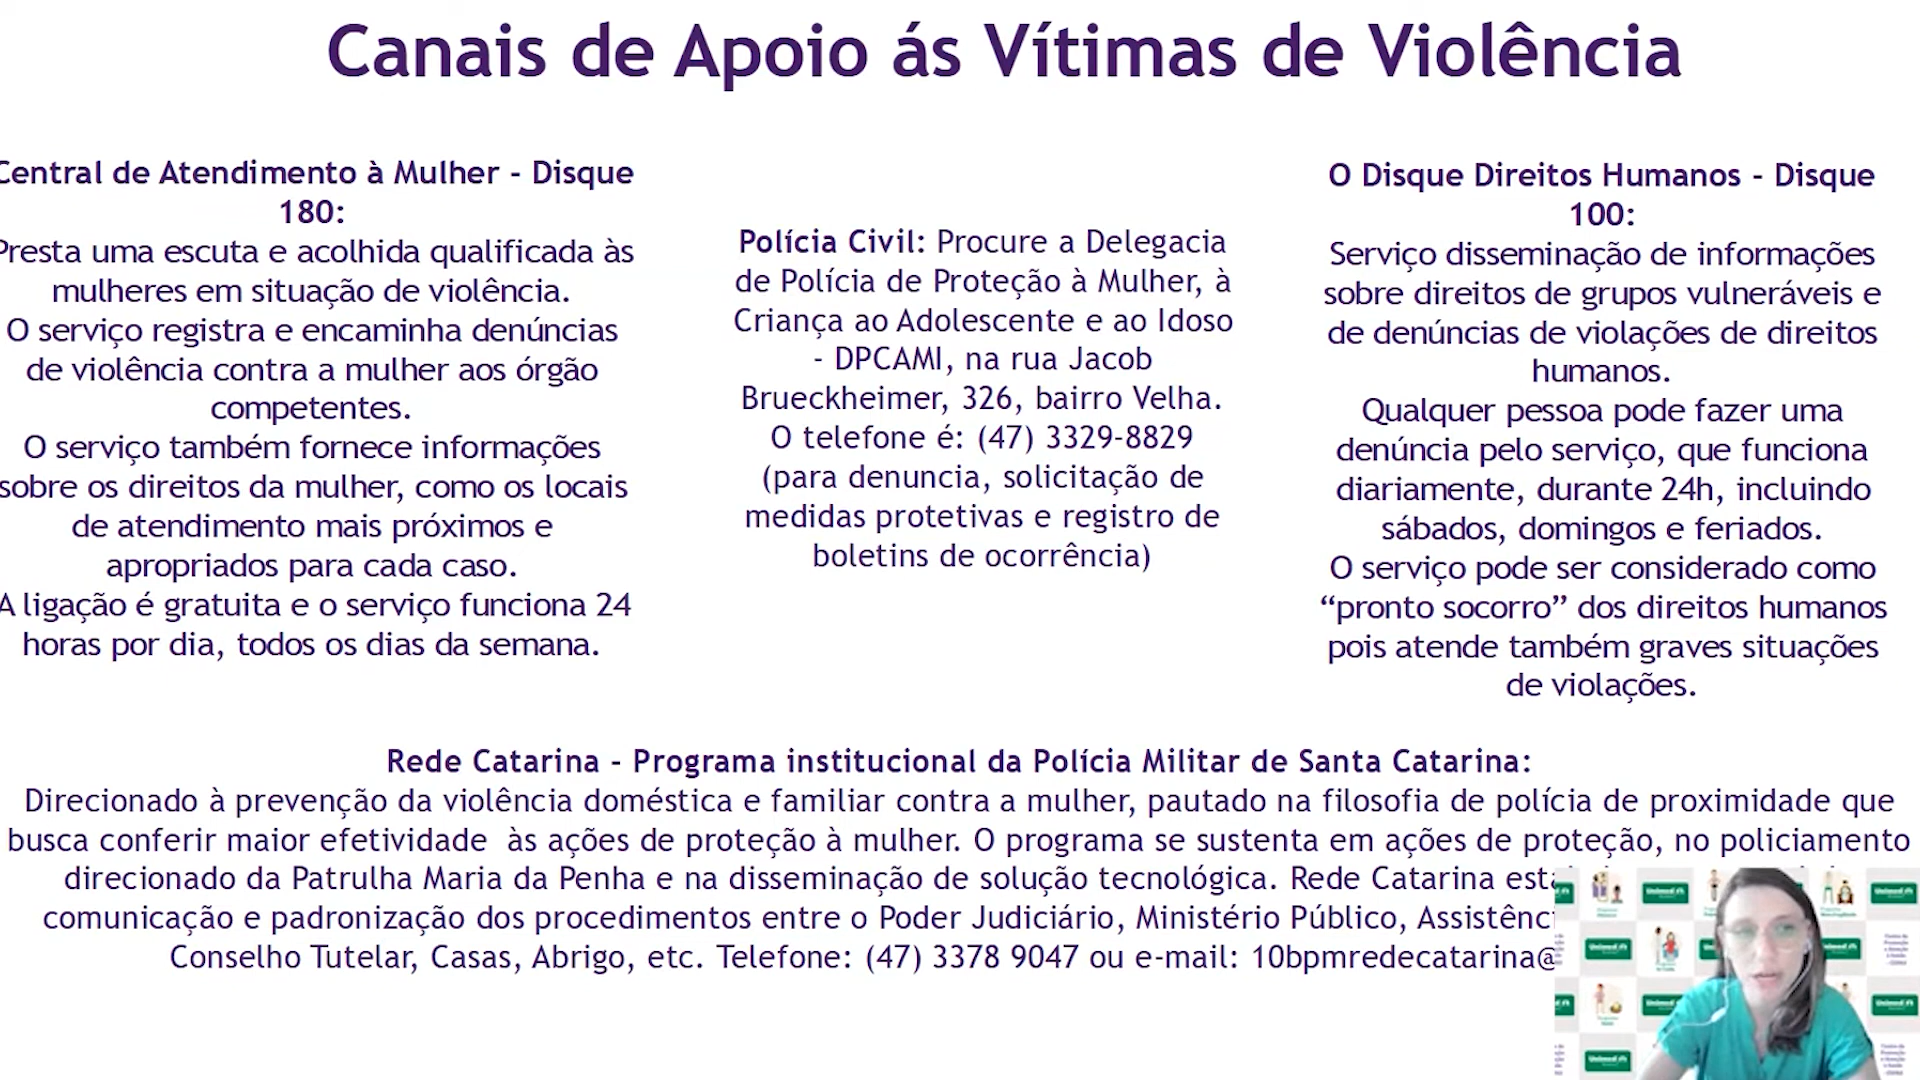 Canais de Apoio ás Vítimas de Violência
Central de Atendimento à Mulher - Disque
180:
Presta uma escuta e acolhida qualificada às
mulheres em situação de violência.
O serviço registra e encaminha denúncias
de violência contra a mulher aos órgão
competentes.
O serviço também fornece informações
sobre os direitos da mulher, como os locais
de atendimento mais próximos e
apropriados para cada caso.
A ligação é gratuita e o serviço funciona 24
horas por dia, todos os dias da semana.
Polícia Civil: Procure a Delegacia
de Polícia de Proteção à Mulher, à
Criança ao Adolescente e ao Idoso
- DPCAMI, na rua Jacob
Brueckheimer, 326, bairro Velha.
O telefone é: (47) 3329-8829
(para denuncia, solicitação de
medidas protetivas e registro de
boletins de ocorrência)
O Disque Direitos Humanos - Disque
100:
Serviço disseminação de informações
sobre direitos de grupos vulneráveis e
de denúncias de violações de direitos
humanos.
Qualquer pessoa pode fazer uma
denúncia pelo serviço, que funciona
diariamente, durante 24h, incluindo
sábados, domingos e feriados.
O serviço pode ser considerado como
“pronto socorro” dos direitos humanos
pois atende também graves situações
de violações.
Rede Catarina - Programa institucional da Polícia Militar de Santa Catarina:
Direcionado à prevenção da violência doméstica e familiar contra a mulher, pautado na filosofia de polícia de proximidade que
busca conferir maior efetividade  às ações de proteção à mulher. O programa se sustenta em ações de proteção, no policiamento
direcionado da Patrulha Maria da Penha e na disseminação de solução tecnológica. Rede Catarina
comunicação e padronização dos procedimentos entre o Poder Judiciário, Ministério Público,
Conselho Tutelar, Casas, Abrigo, etc. Telefone: (47) 3378 9047 ou e-mail: 10bpmredecatarina@
Unimed